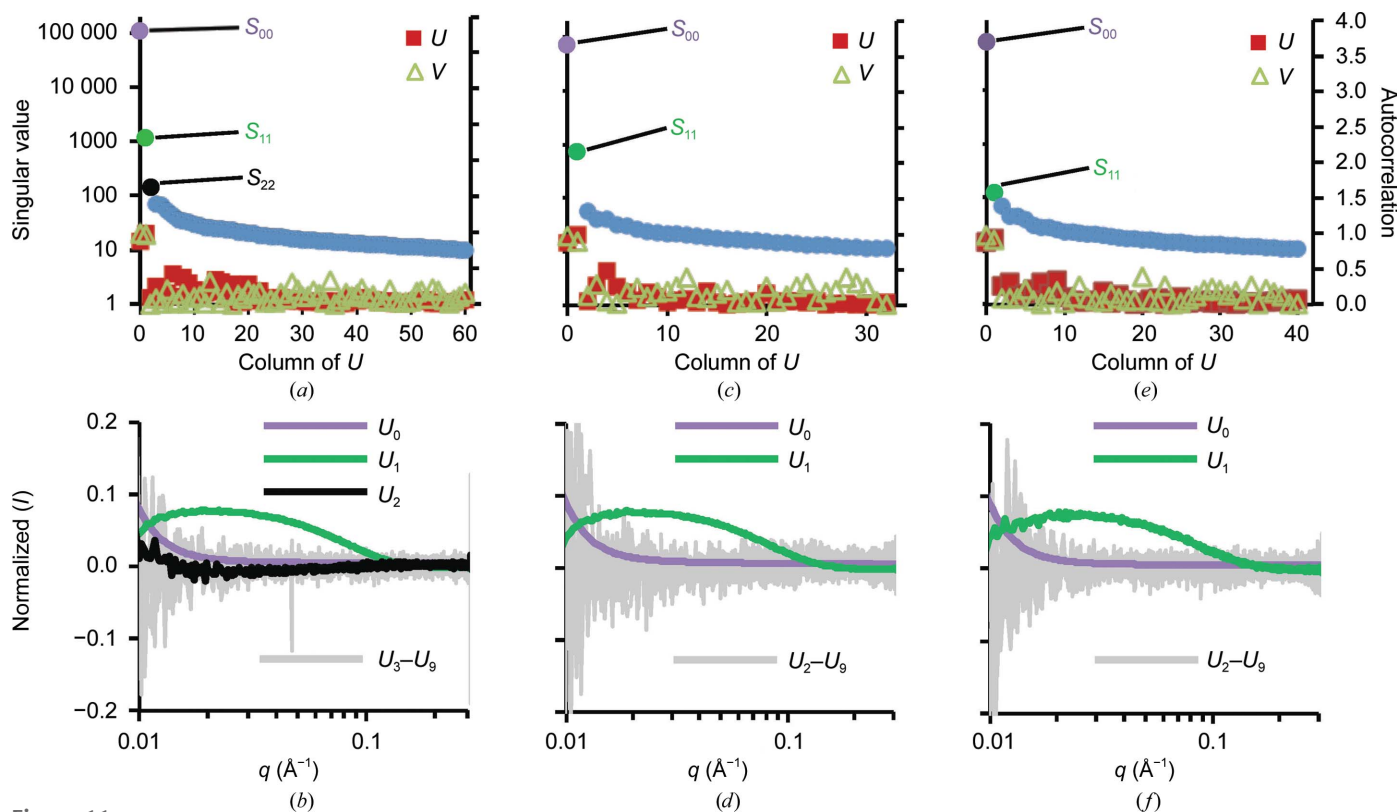 Singular value
100 000
10 000
1000
100
10
1
S₀₀
S₁₁
S₂₂
U
V
0 10 20 30 40 50 60
Column of U
(a)
S₀₀
S₁₁
U
V
0 10 20 30
Column of U
(c)
S₀₀
S₁₁
U
V
4.0
3.5
3.0
2.5
2.0
1.5
1.0
0.5
0.0
Autocorrelation
0 10 20 30 40
Column of U
(e)
Normalized (I)
0.2
0.1
0.0
−0.1
−0.2
U₀
U₁
U₂
U₃–U₉
0.01 0.1
q (Å⁻¹)
(b)
U₀
U₁
U₂–U₉
0.01 0.1
q (Å⁻¹)
(d)
U₀
U₁
U₂–U₉
0.01 0.1
q (Å⁻¹)
(f)